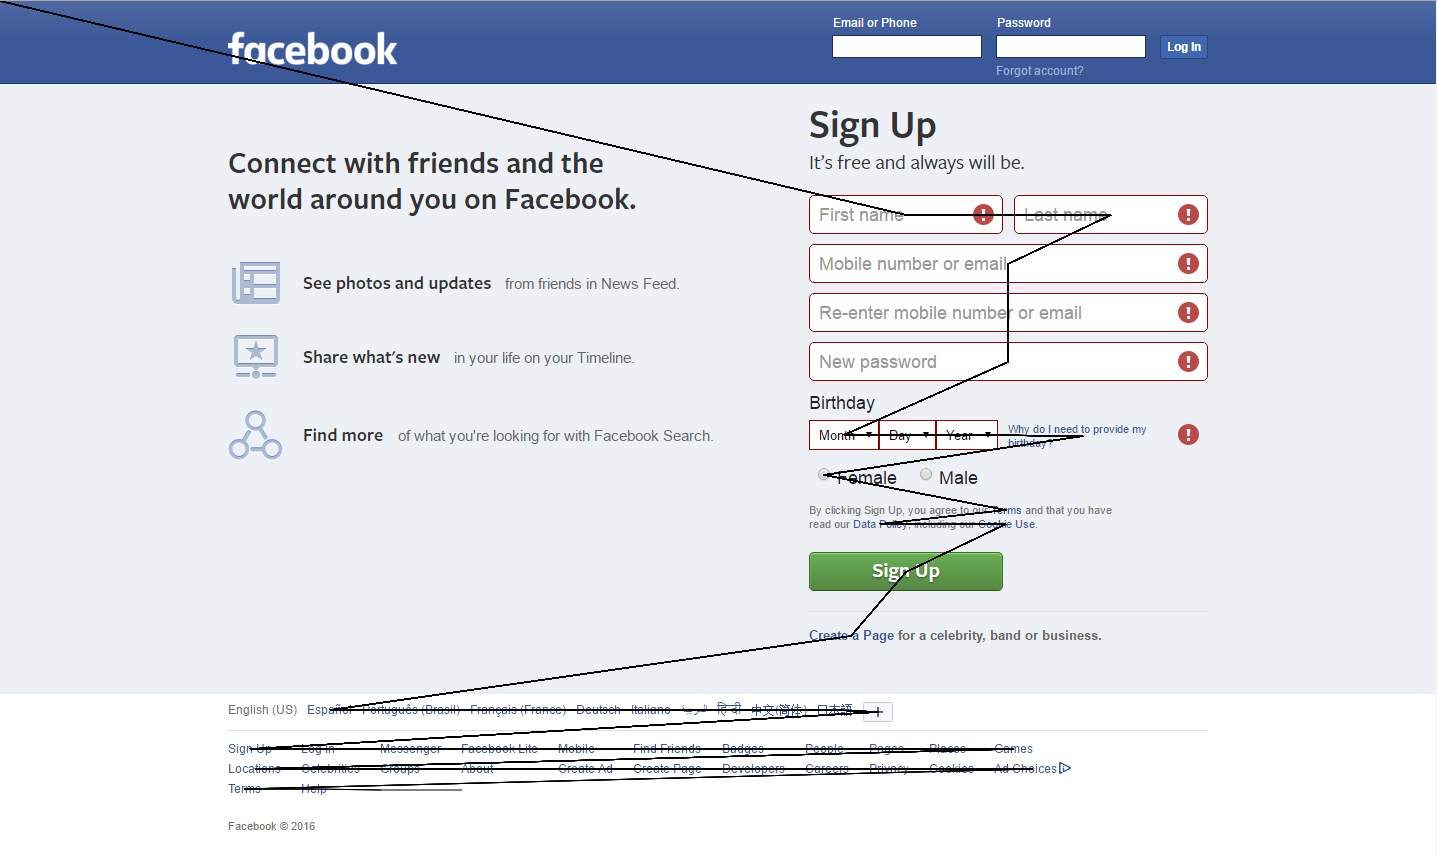 facebook
Email or Phone
Password
Log In
Forgot account?
Connect with friends and the
world around you on Facebook.
See photos and updates from friends in News Feed.
Share what's new in your life on your Timeline.
Find more of what you're looking for with Facebook Search.
Sign Up
It's free and always will be.
First name
Last name
Mobile number or email
Re-enter mobile number or email
New password
Birthday
Month Day Year
Why do I need to provide my
birthday?
Female Male
By clicking Sign Up, you agree to our Terms and that you have
read our Data Policy, including our Cookie Use.
Sign Up
Create a Page for a celebrity, band or business.
English (US) Español Português (Brasil) Français (France) Deutsch Italiano العربية हिन्दी 中文(简体) 日本語 +
Sign Up Log In Messenger Facebook Lite Mobile Find Friends Badges People Pages Places Games
Locations Celebrities Groups About Create Ad Create Page Developers Careers Privacy Cookies Ad Choices
Terms Help
Facebook © 2016